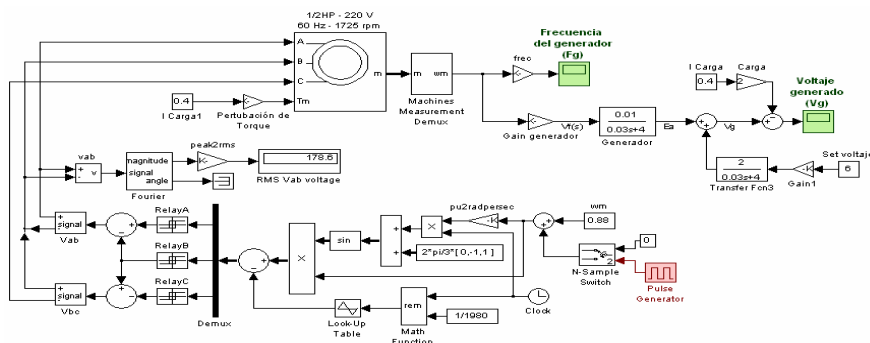 1/2HP - 220 V
60 Hz - 1725 rpm
A
B
C
Tm
m
m
wm
Machines
Measurement
Demux
frec
K-
Frecuencia
del generador
(Fg)
I Carga
0.4
Carga
2
Voltaje
generado
(Vg)
0.4
I Carga1
K-
Pertubación de
Torque
K-
Gain generador
Vf(s)
0.01
0.03s+4
Generador
Ea
Vg
2
0.03s+4
Transfer Fcn3
-K-
Gain1
Set voltaje
6
vab
v
magnitude
signal
angle
Fourier
peak2rms
-K-
178.6
RMS Vab voltage
signal
Vab
signal
Vbc
RelayA
RelayB
RelayC
Demux
X
sin
X
pu2radpersec
-K-
2*pi/3*[ 0,-1,1 ]
wm
0.88
0
2
N-Sample
Switch
Pulse
Generator
Look-Up
Table
rem
Math
Function
1/1980
Clock